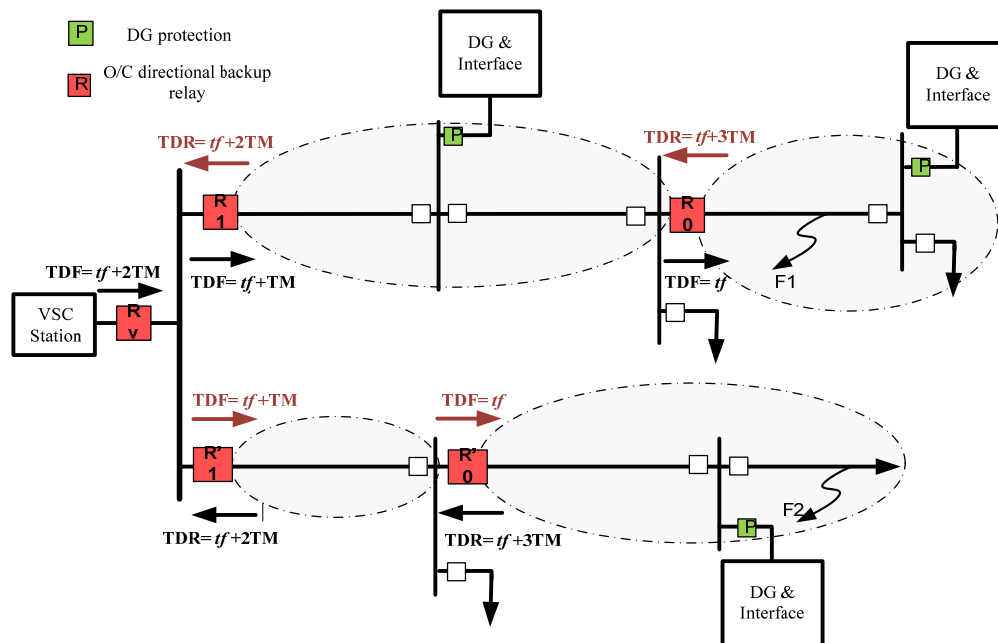 P
DG protection
R
O/C directional backup
relay
DG &
Interface
DG &
Interface
TDR= tf+2TM
P
TDR= tf+3TM
P
R
1
R
0
TDF= tf+2TM
TDF= tf+TM
TDF= tf
F1
VSC
Station
R
v
TDF= tf+TM
TDF= tf
R'
1
R'
0
TDR= tf+2TM
TDR= tf+3TM
F2
P
DG &
Interface